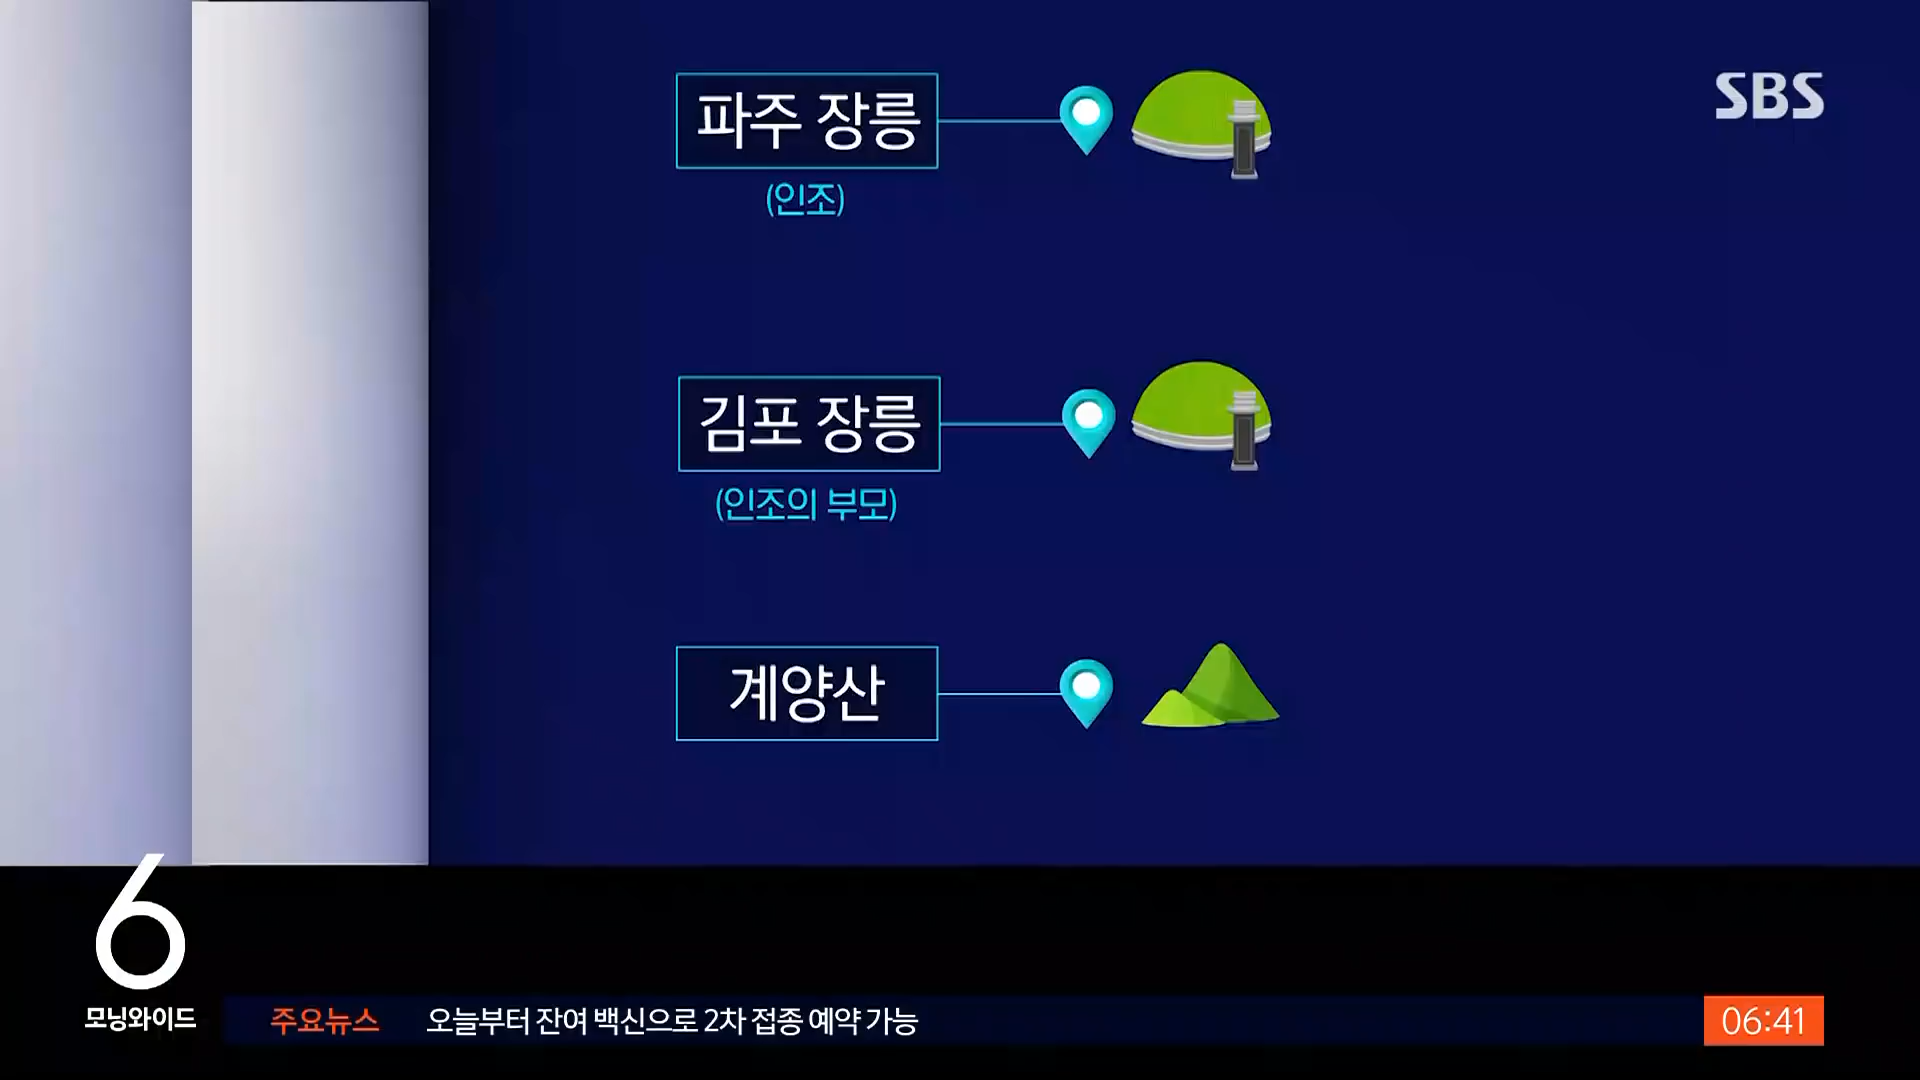 SBS
파주 장릉
(인조)
김포 장릉
(인조의 부모)
계양산
6
모닝와이드
주요뉴스 오늘부터 잔여 백신으로 2차 접종 예약 가능
06:41